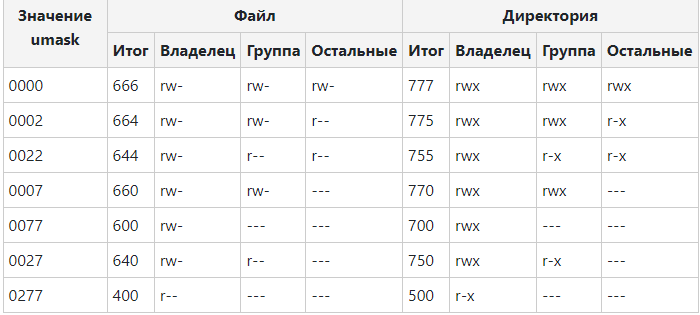 Значение umask Файл Директория
Итог Владелец Группа Остальные Итог Владелец Группа Остальные
0000 666 rw- rw- rw- 777 rwx rwx rwx
0002 664 rw- rw- r-- 775 rwx rwx r-x
0022 644 rw- r-- r-- 755 rwx r-x r-x
0007 660 rw- rw- --- 770 rwx rwx ---
0077 600 rw- --- --- 700 rwx --- ---
0027 640 rw- r-- --- 750 rwx r-x ---
0277 400 r-- --- --- 500 r-x --- ---